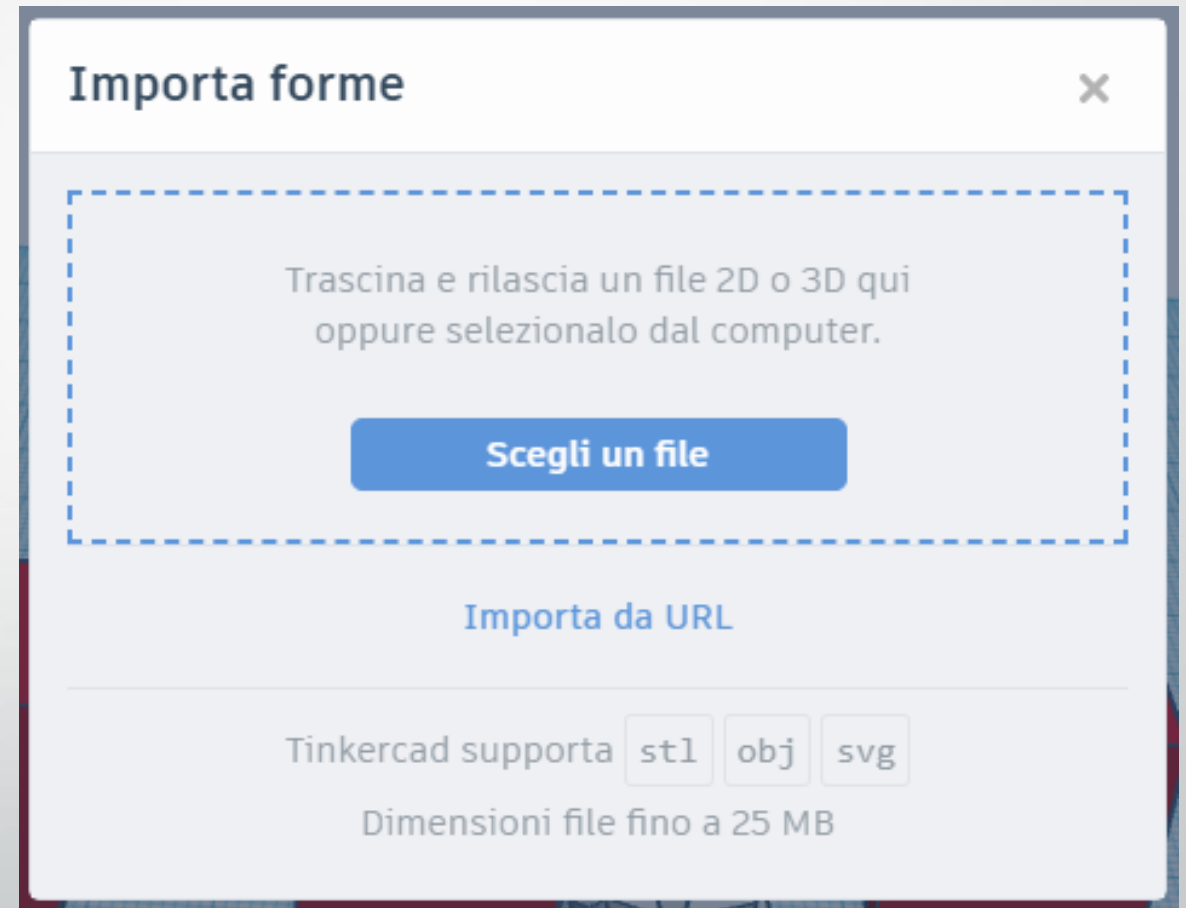 Importa forme
Trascina e rilascia un file 2D o 3D qui
oppure selezionalo dal computer.
Scegli un file
Importa da URL
Tinkercad supporta stl obj svg
Dimensioni file fino a 25 MB